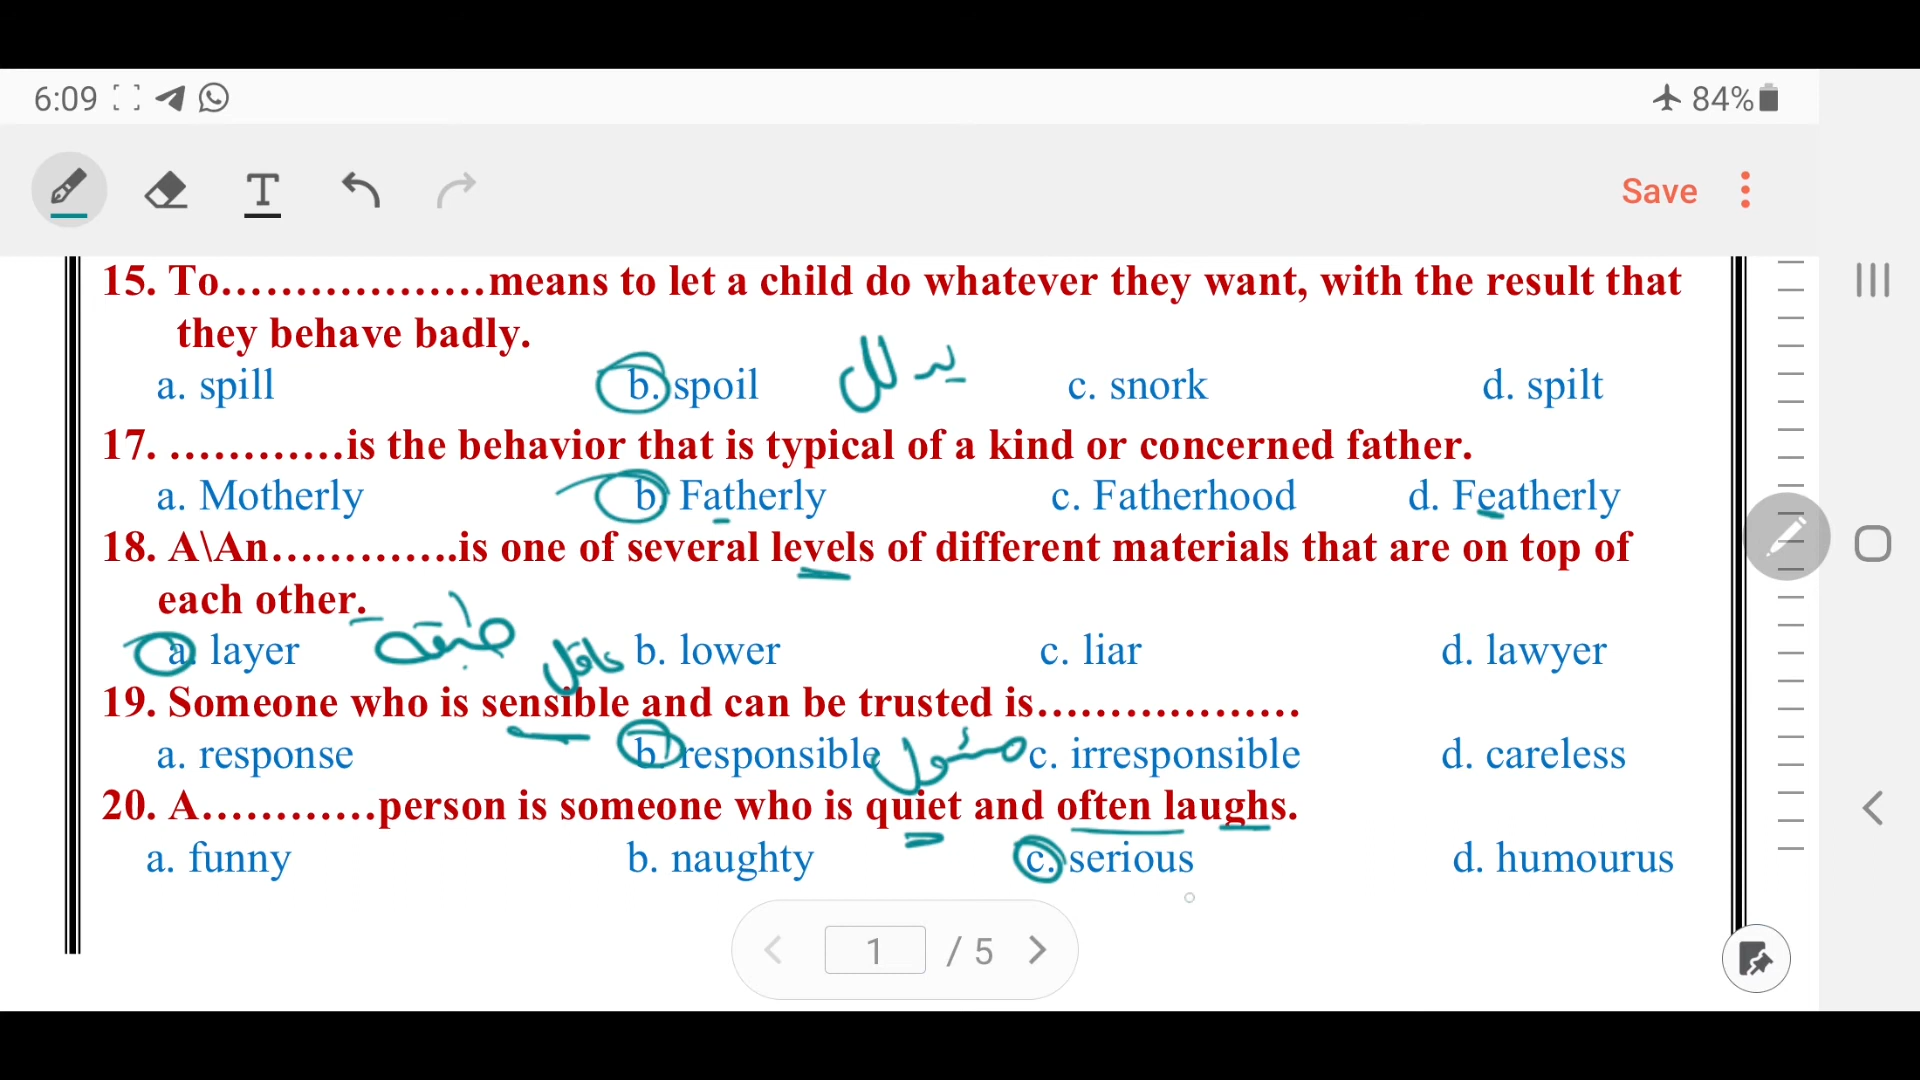 6:09
84%
T
Save
15. To………………means to let a child do whatever they want, with the result that
they behave badly.
a. spill b. spoil يدلل c. snork d. spilt
17. …………is the behavior that is typical of a kind or concerned father.
a. Motherly b. Fatherly c. Fatherhood d. Featherly
18. A\An………….is one of several levels of different materials that are on top of
each other.
a. layer طبقة b. lower c. liar d. lawyer
عاقل
19. Someone who is sensible and can be trusted is………………
a. response b. responsible مسئول c. irresponsible d. careless
20. A…………person is someone who is quiet and often laughs.
a. funny b. naughty c. serious d. humourus
1 / 5